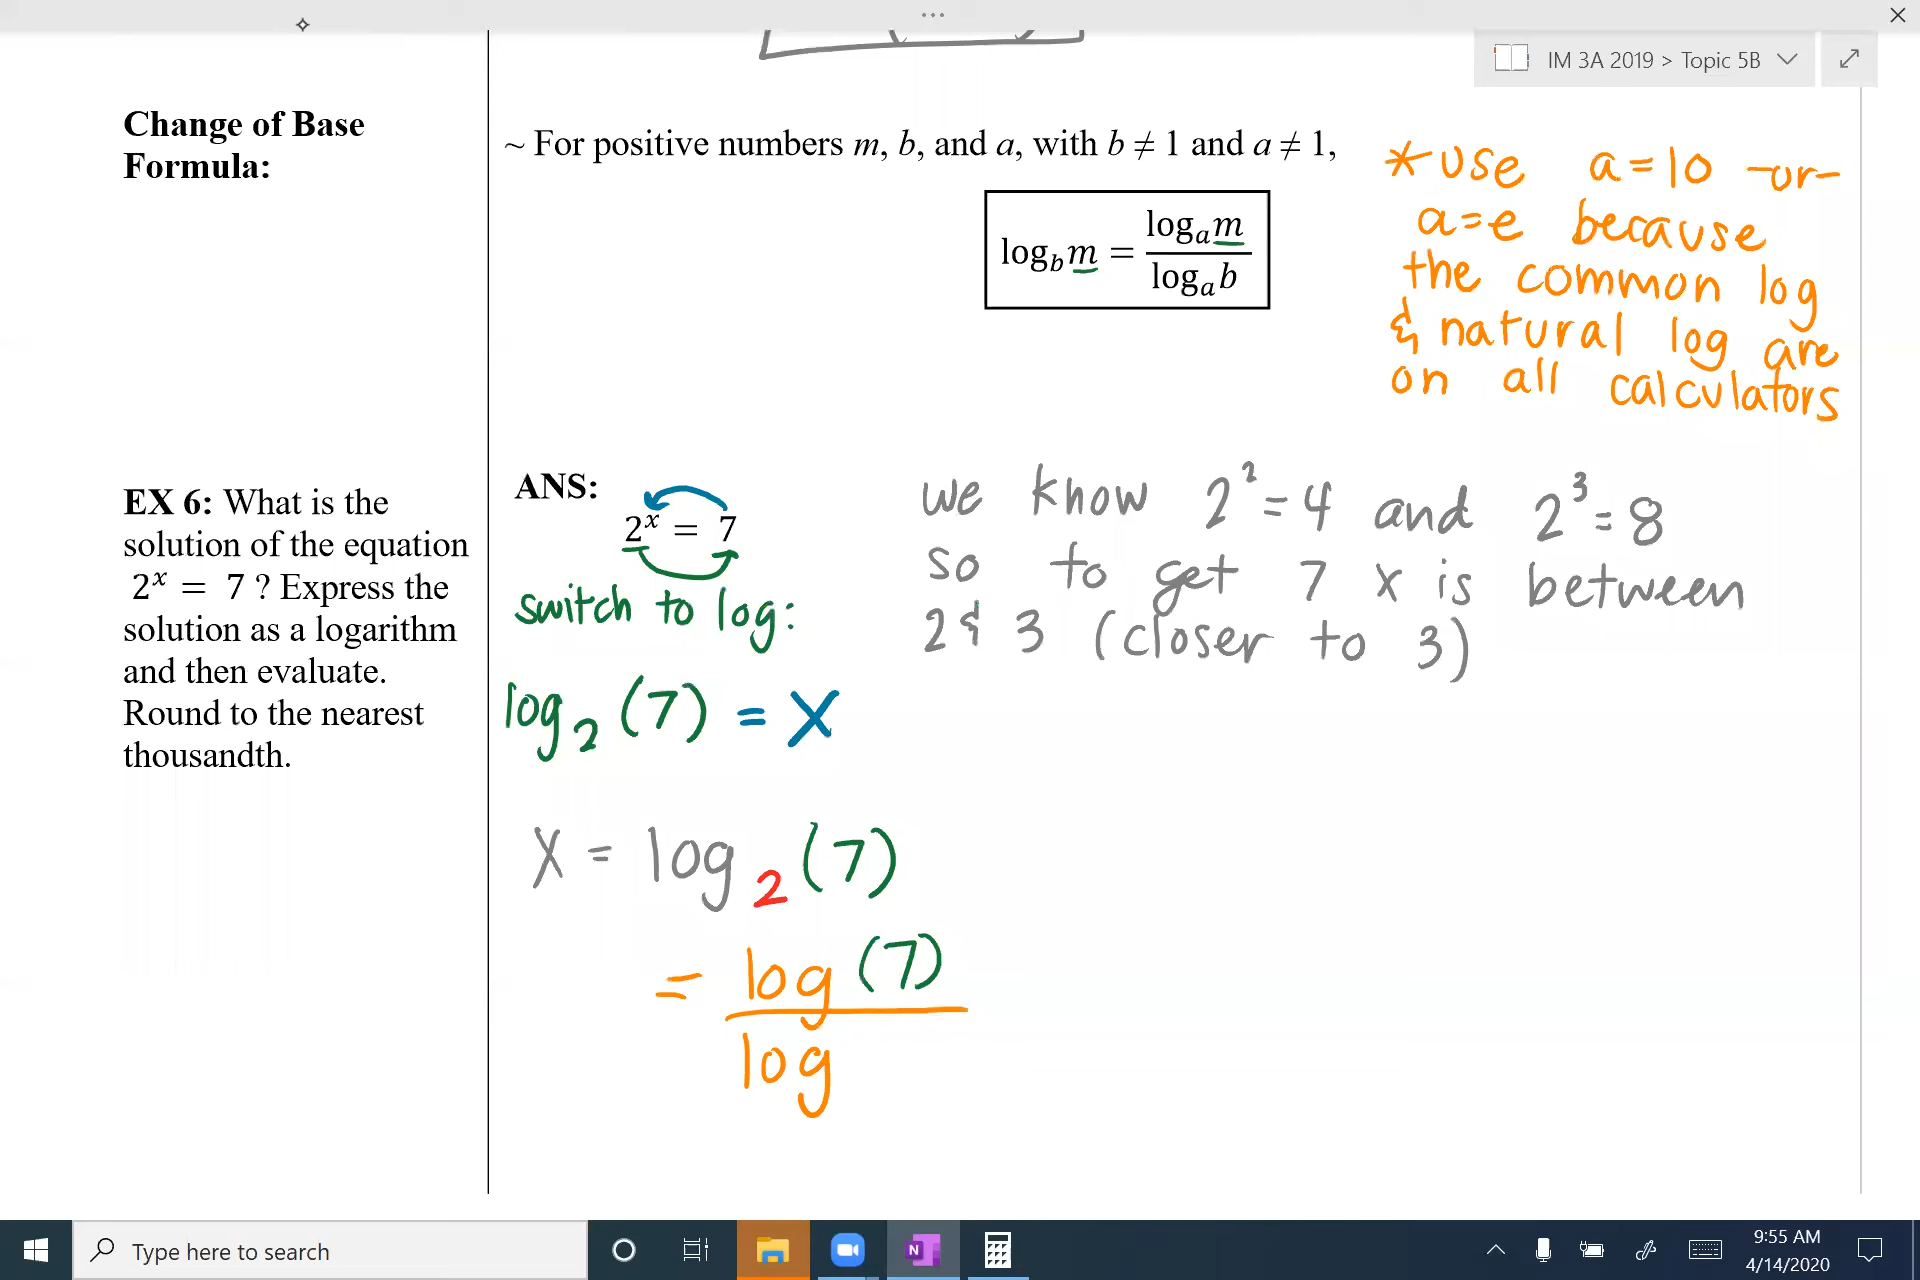 IM 3A 2019 > Topic 5B
Change of Base
Formula:
~ For positive numbers m, b, and a, with b ≠ 1 and a ≠ 1,
log_b m = log_a m / log_a b
*use a=10 -or-
a=e because
the common log
& natural log are
on all calculators
EX 6: What is the
solution of the equation
2^x = 7 ? Express the
solution as a logarithm
and then evaluate.
Round to the nearest
thousandth.
ANS:
2^x = 7
switch to log:
log_2 (7) = x
x = log_2 (7)
= log (7)
log
we know 2^2 = 4 and 2^3 = 8
so to get 7 x is between
2 & 3 (closer to 3)
Type here to search
N
9:55 AM
4/14/2020